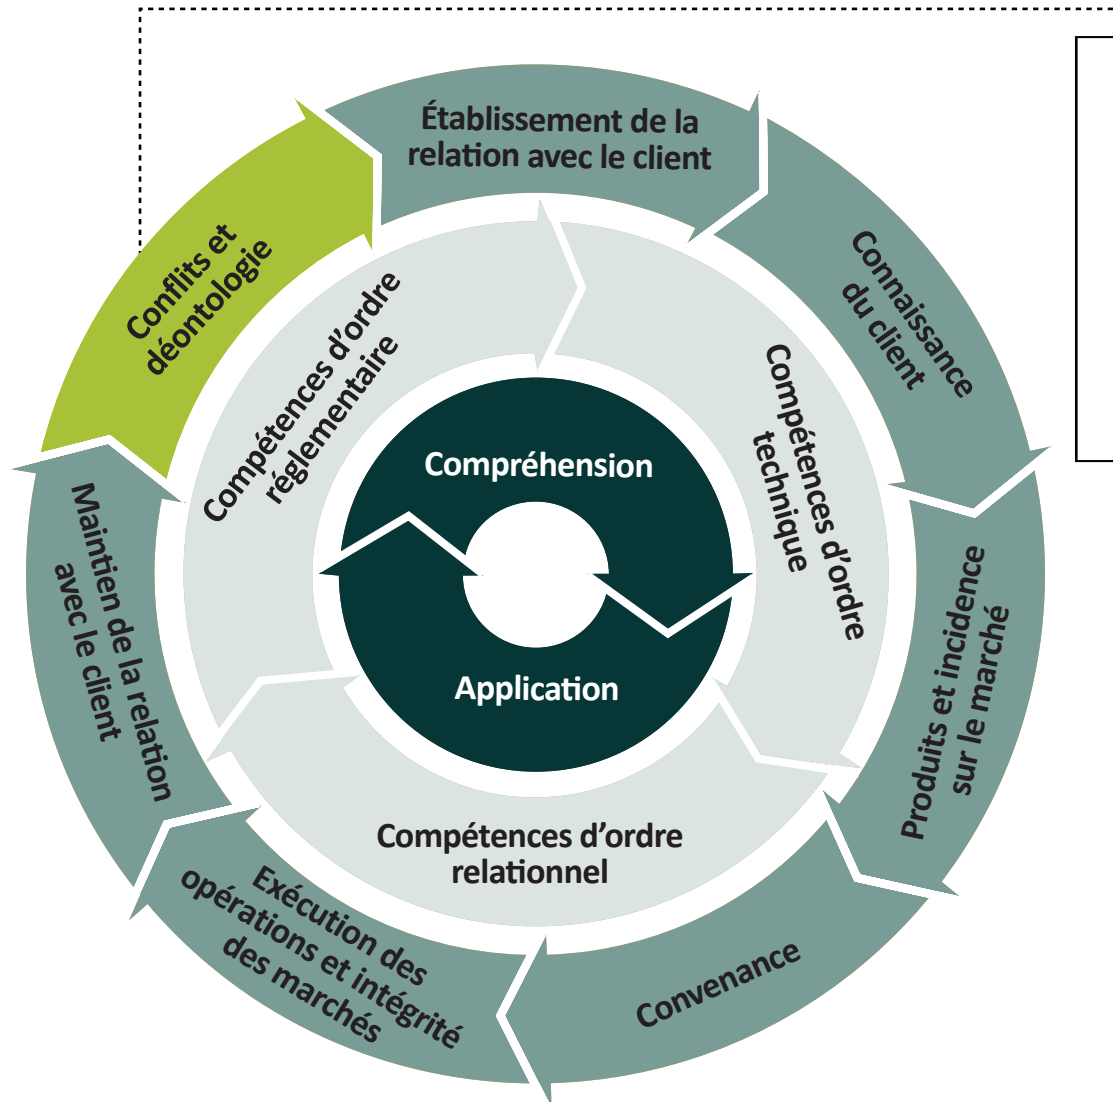 Établissement de la
relation avec le client
Connaissance
du client
Produits et incidence
sur le marché
Convenance
Exécution des
opérations et intégrité
des marchés
Maintien de la relation
avec le client
Conflits et
déontologie
Compétences d’ordre
réglementaire
Compétences d’ordre
technique
Compétences d’ordre
relationnel
Compréhension
Application